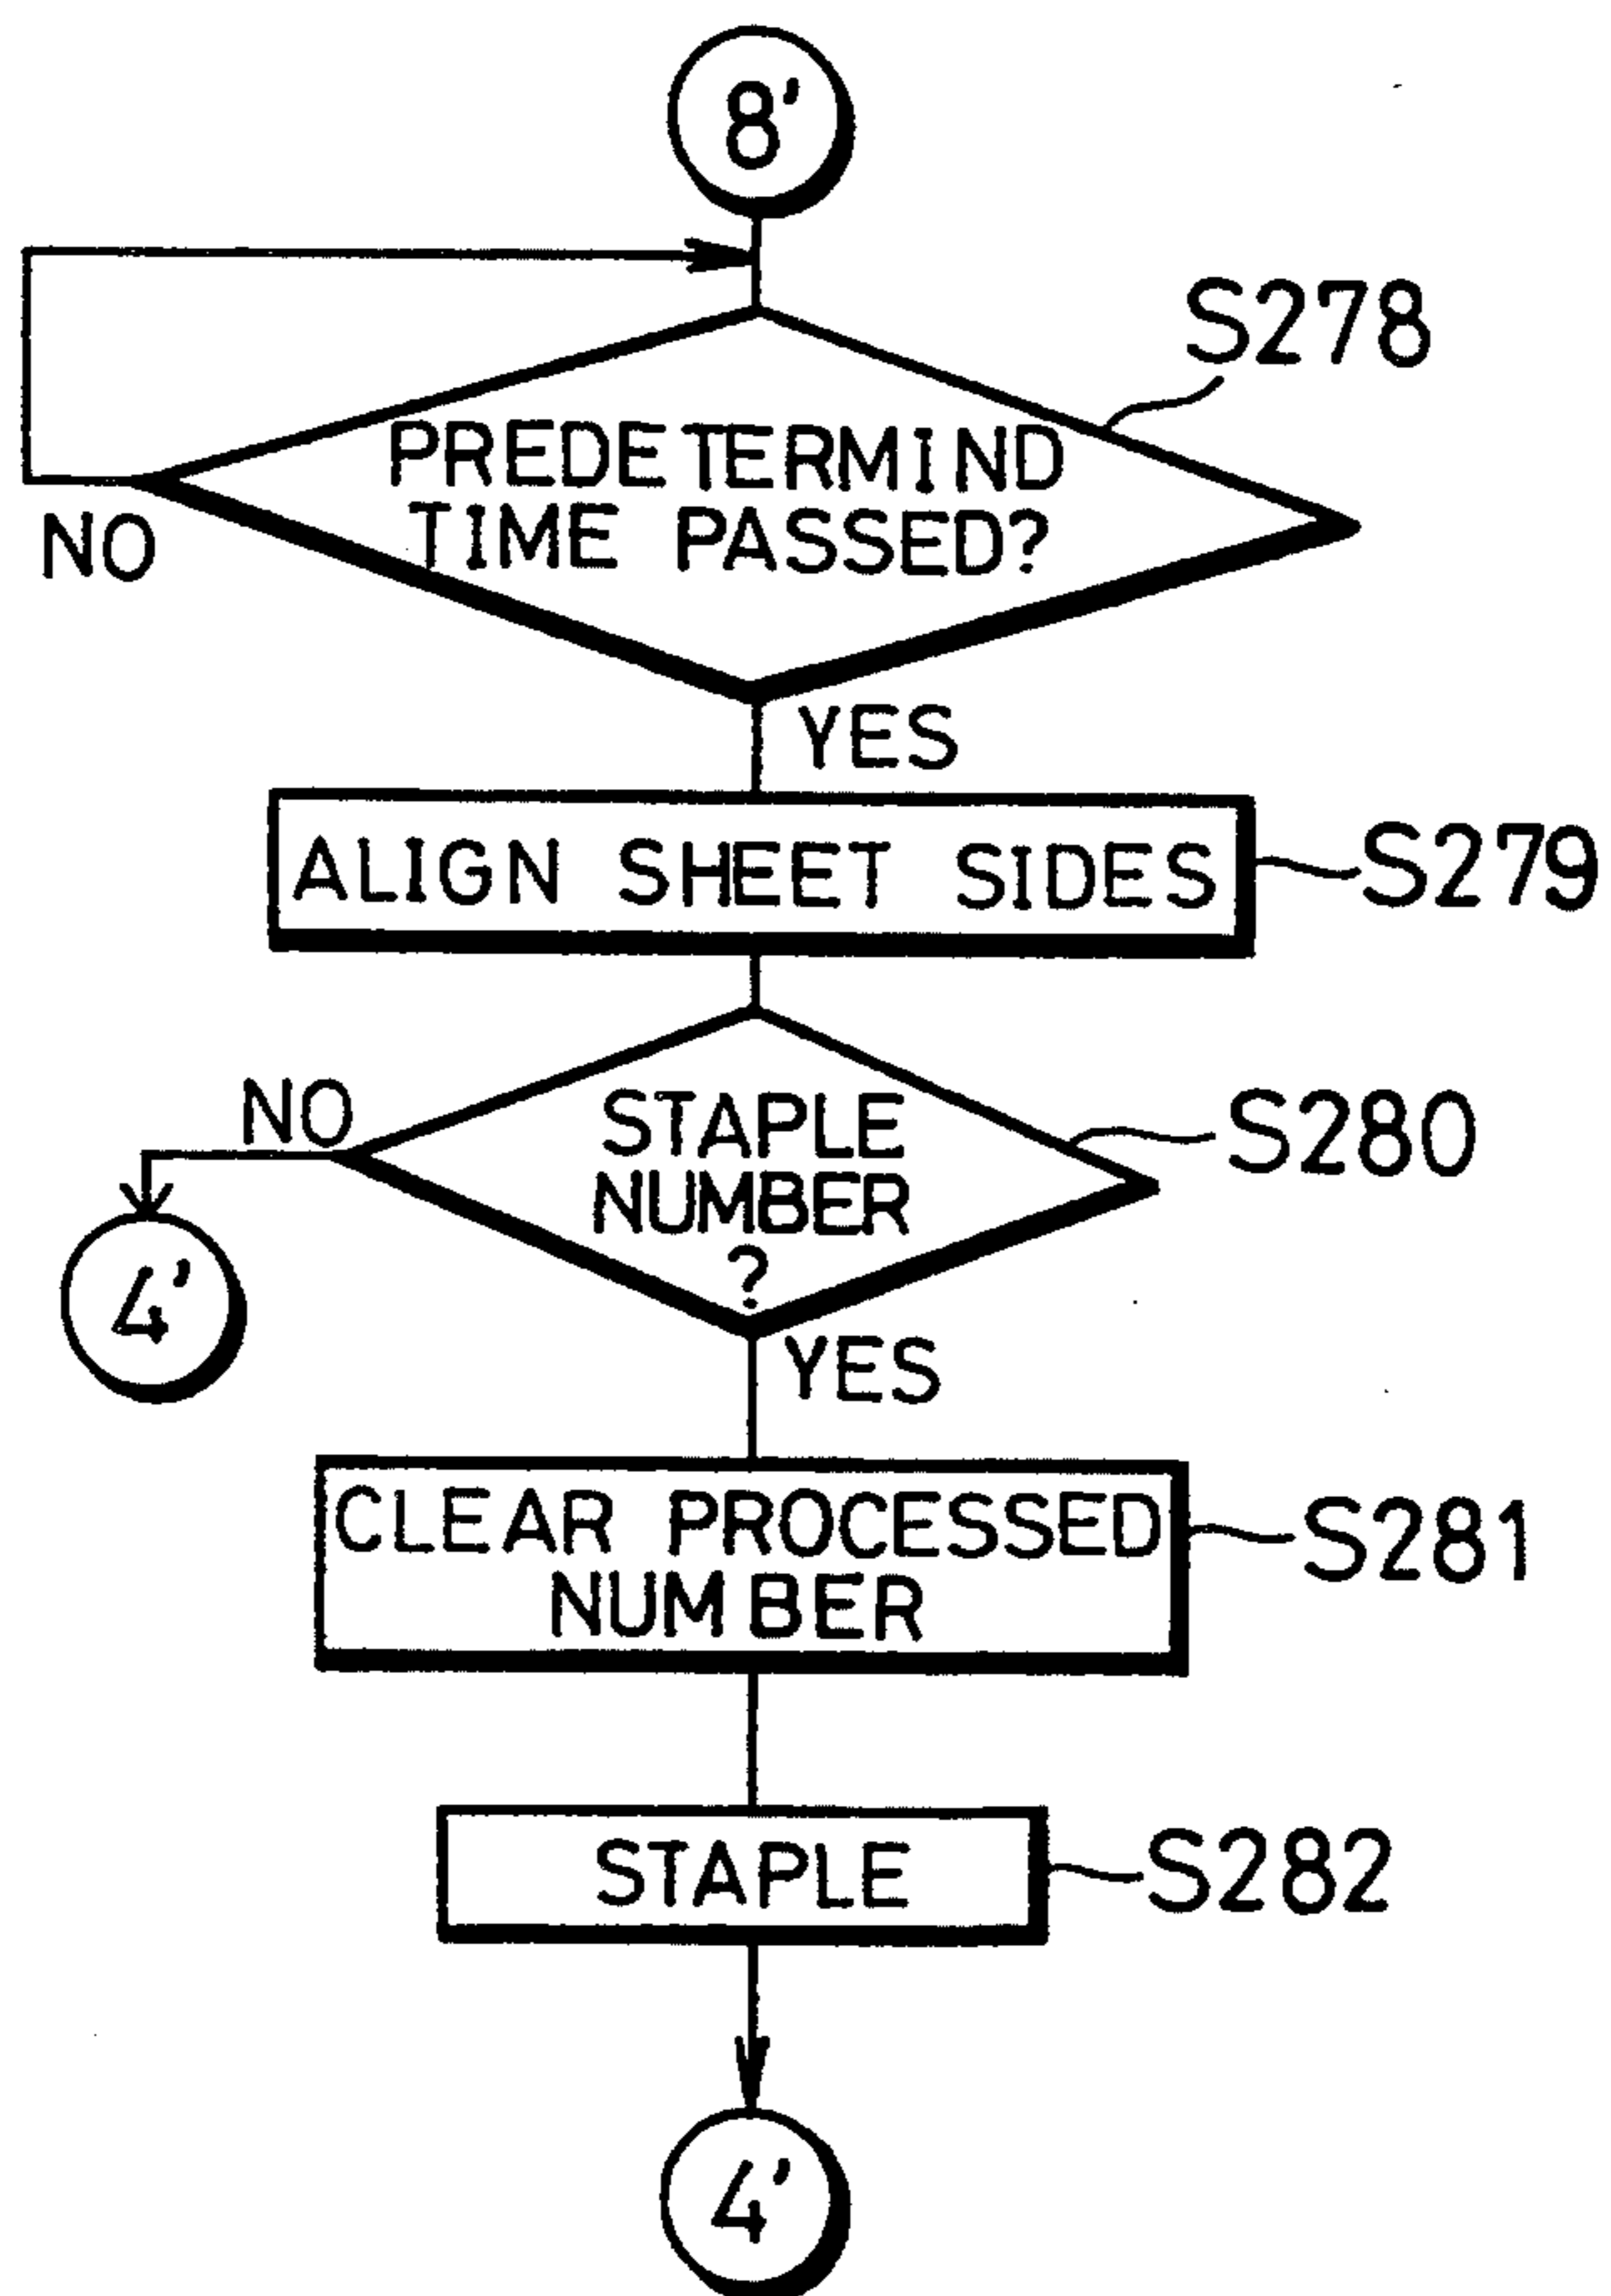 8'
S278
PREDETERMIND
TIME PASSED?
NO
YES
ALIGN SHEET SIDES
S279
NO
STAPLE
NUMBER
?
S280
4'
YES
CLEAR PROCESSED
NUMBER
S281
STAPLE
S282
4'